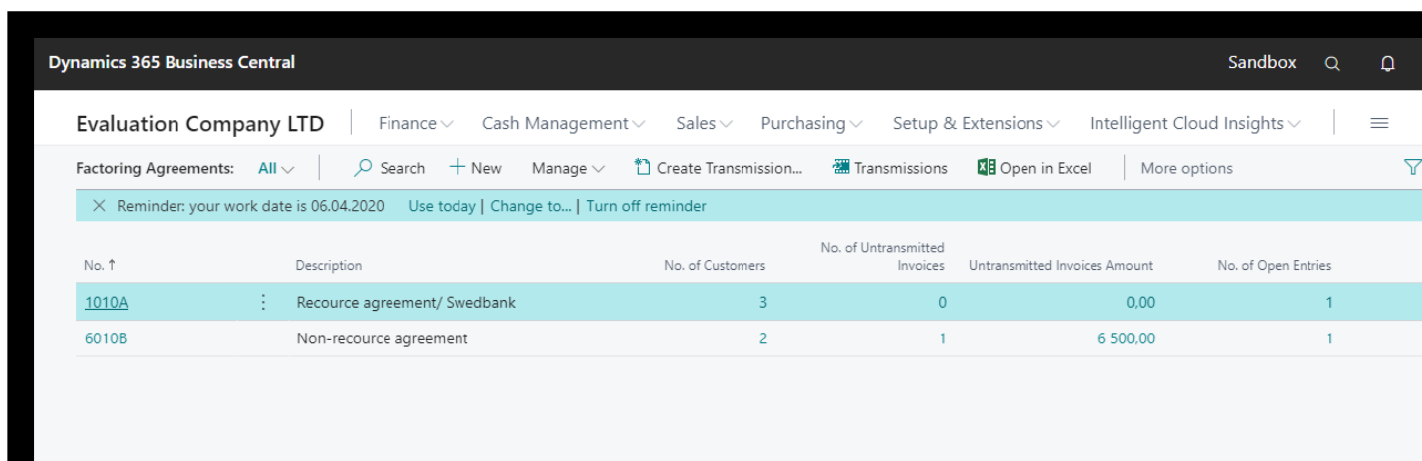 Dynamics 365 Business Central Sandbox
Evaluation Company LTD Finance Cash Management Sales Purchasing Setup & Extensions Intelligent Cloud Insights
Factoring Agreements: All Search New Manage Create Transmission... Transmissions Open in Excel More options
Reminder: your work date is 06.04.2020 Use today | Change to... | Turn off reminder
No. of Untransmitted
No. ↑ Description No. of Customers Invoices Untransmitted Invoices Amount No. of Open Entries
1010A Recource agreement/ Swedbank 3 0 0,00 1
6010B Non-recource agreement 2 1 6 500,00 1